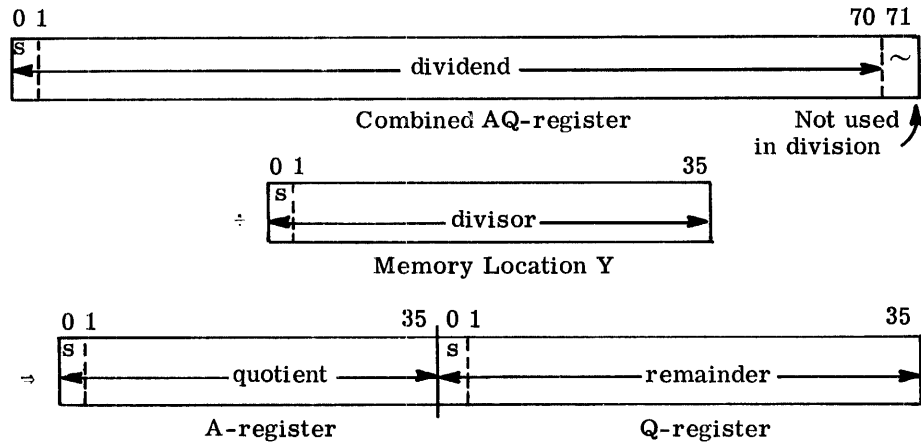 0 1 70 71
s dividend ~
Combined AQ-register
Not used
in division
0 1 35
s
÷ divisor
Memory Location Y
0 1 35 0 1 35
s s
⇒ quotient remainder
A-register Q-register